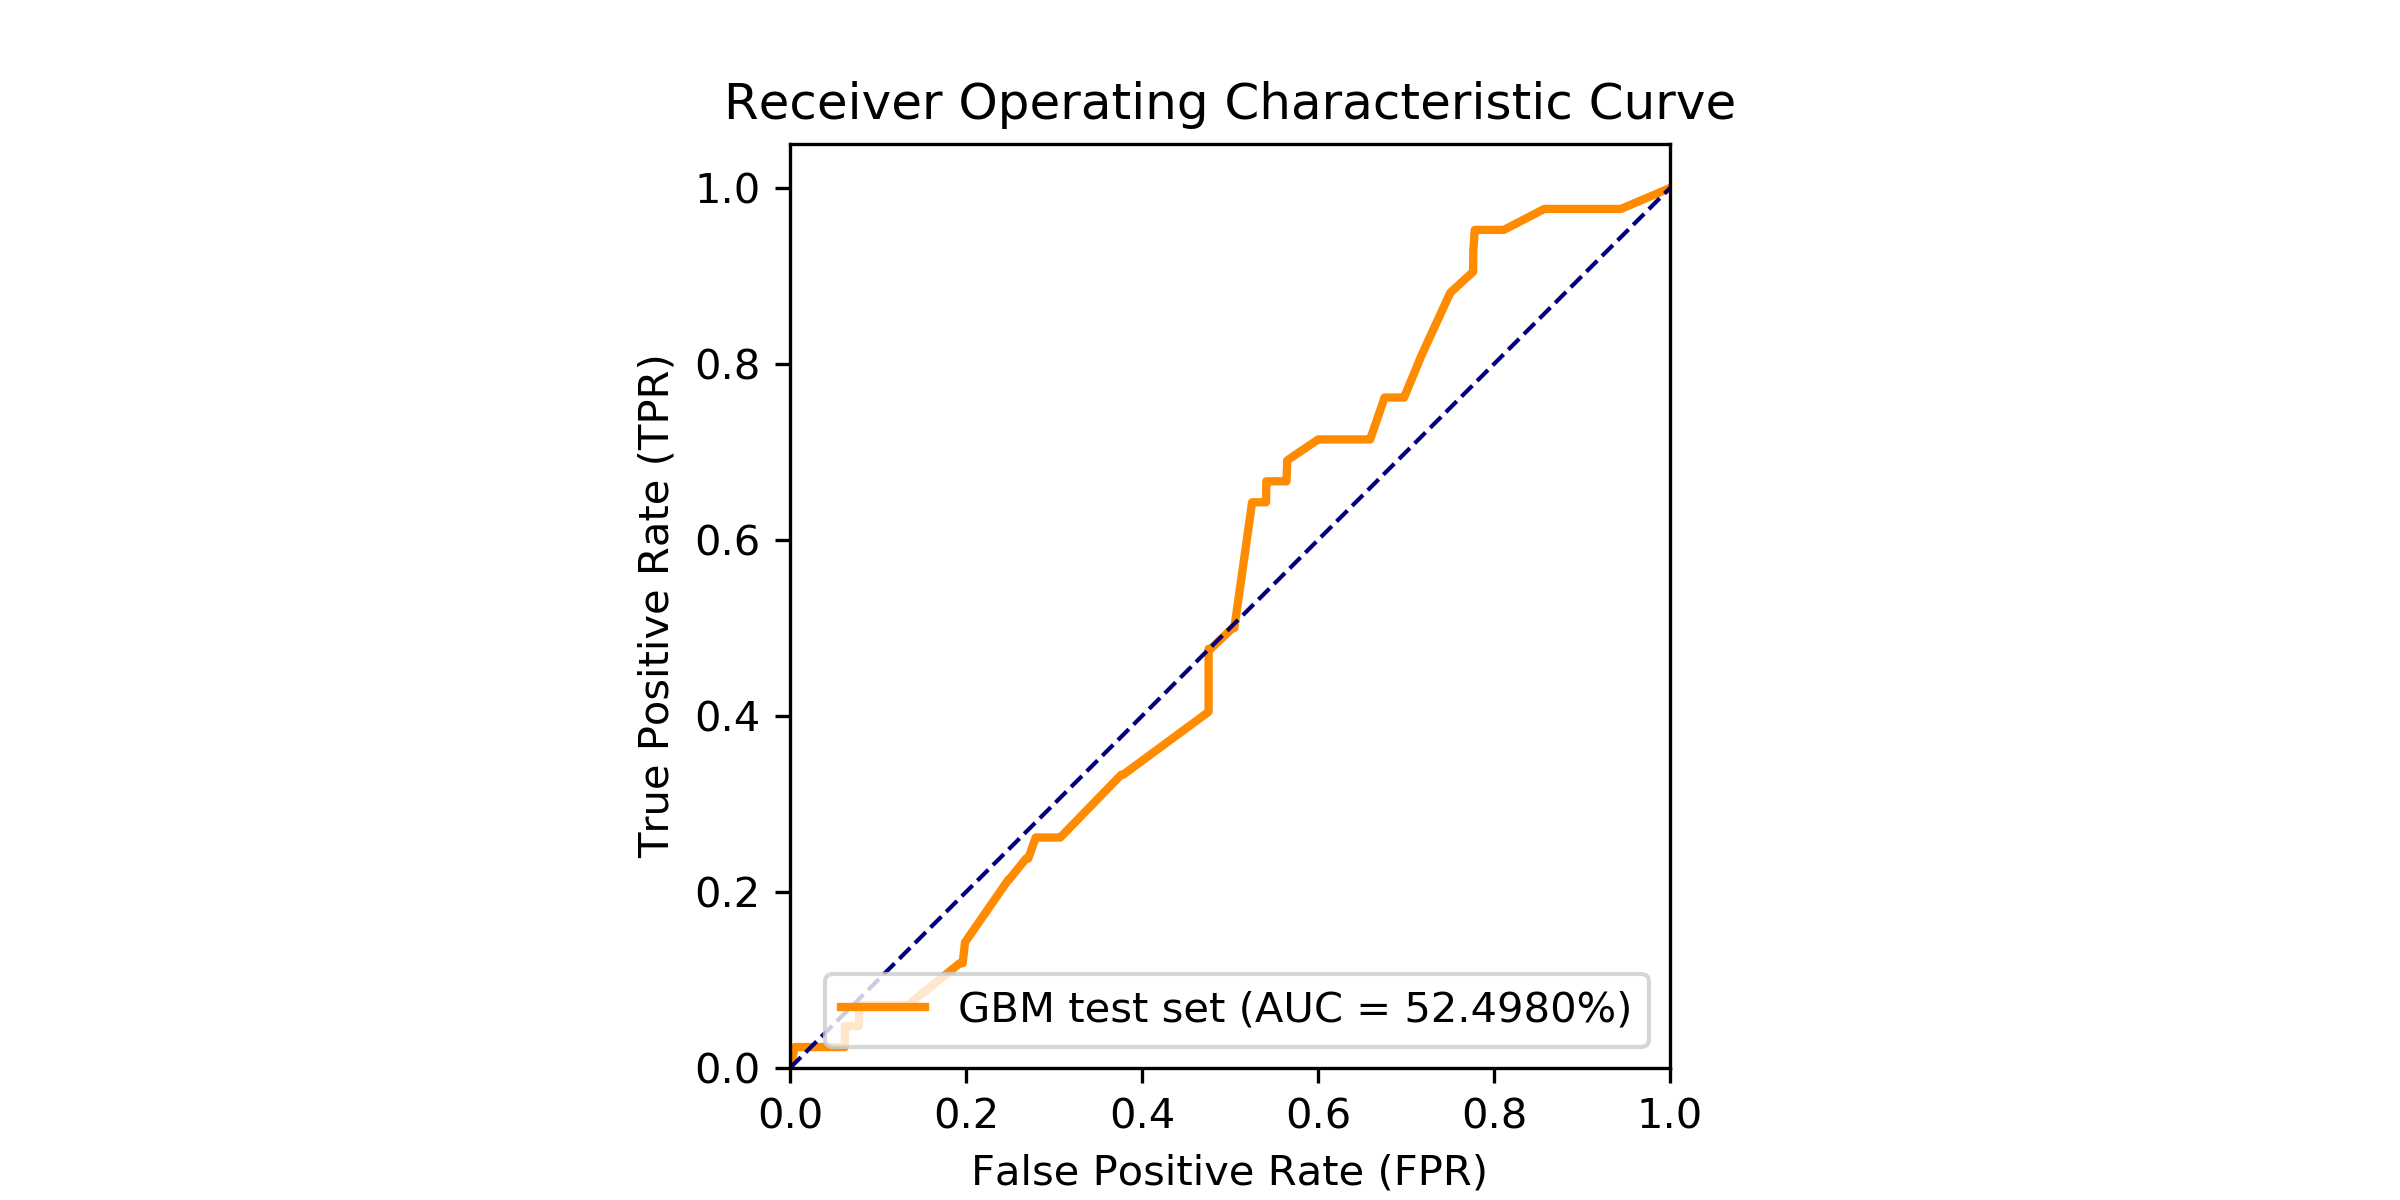 Receiver Operating Characteristic Curve
1.0
0.8
0.6
0.4
0.2
0.0
True Positive Rate (TPR)
GBM test set (AUC = 52.4980%)
0.0 0.2 0.4 0.6 0.8 1.0
False Positive Rate (FPR)